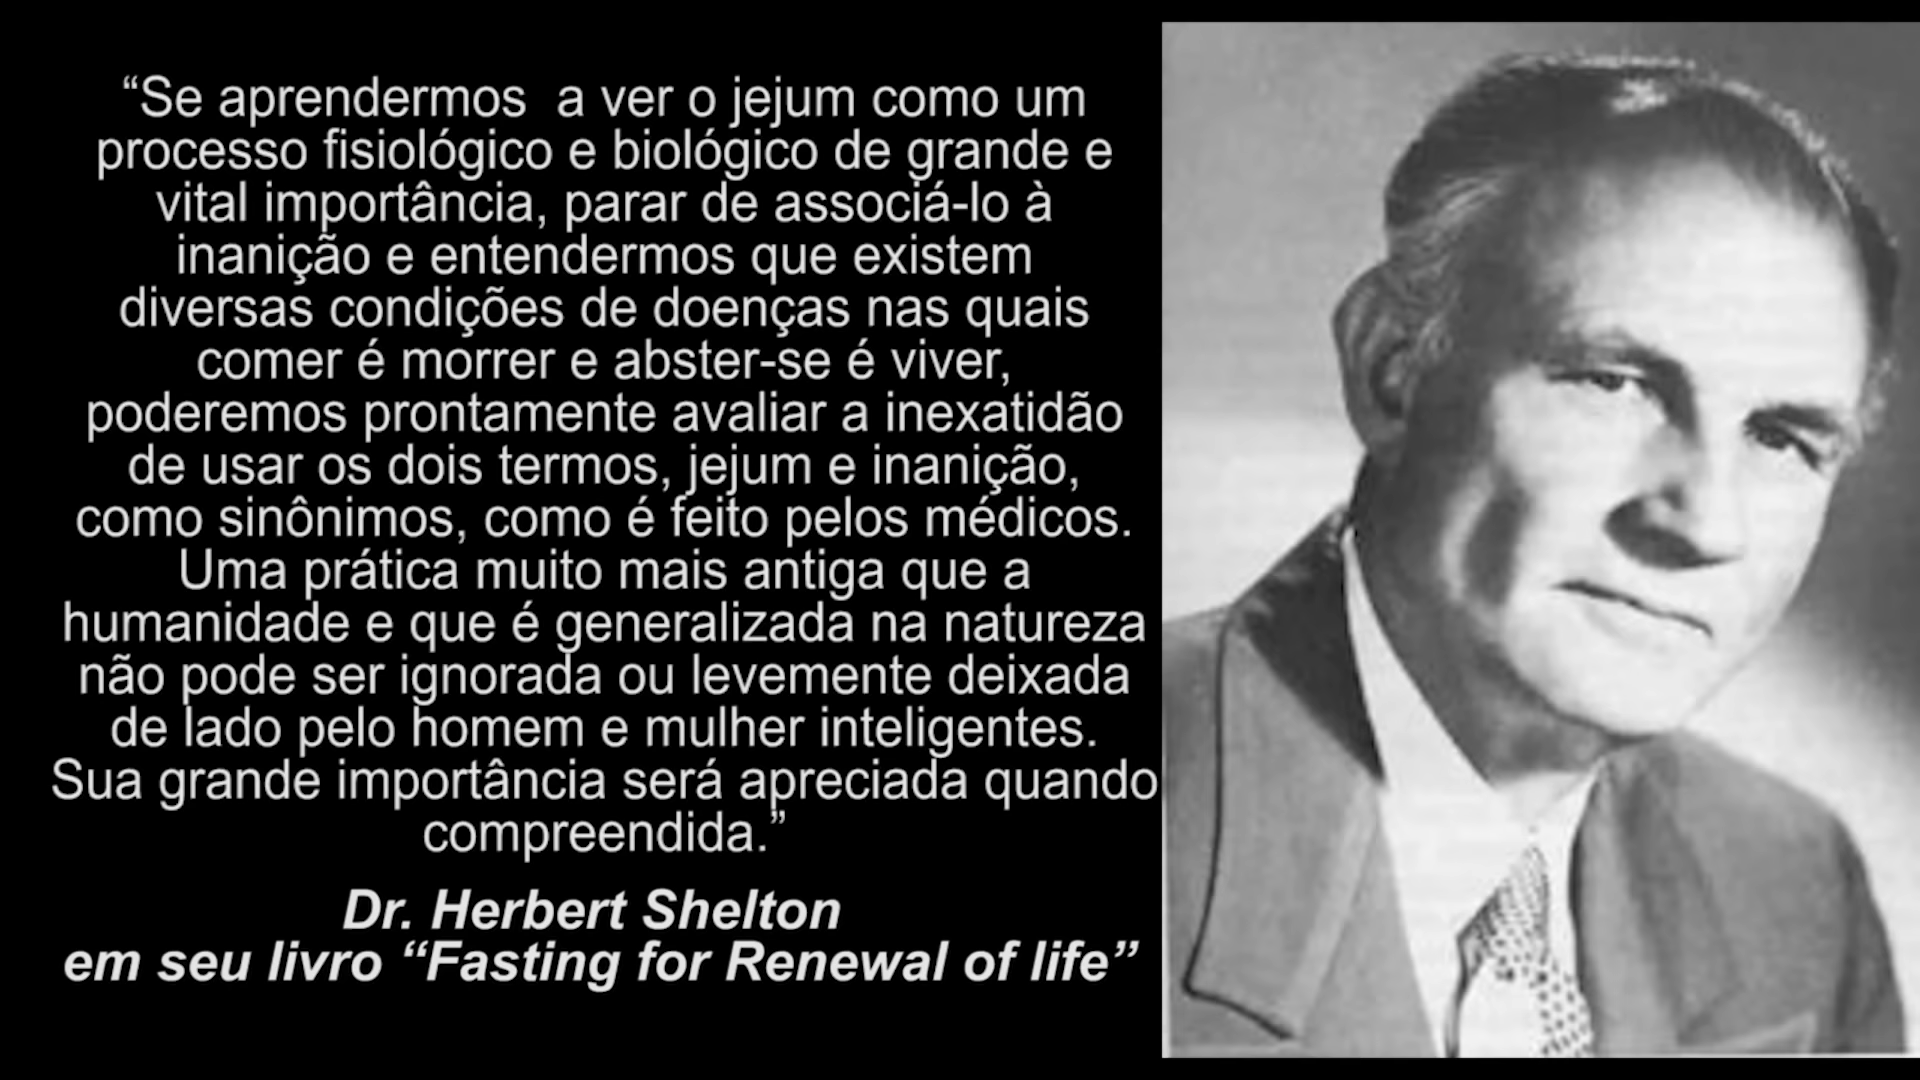 “Se aprendermos  a ver o jejum como um
processo fisiológico e biológico de grande e
vital importância, parar de associá-lo à
inanição e entendermos que existem
diversas condições de doenças nas quais
comer é morrer e abster-se é viver,
poderemos prontamente avaliar a inexatidão
de usar os dois termos, jejum e inanição,
como sinônimos, como é feito pelos médicos.
Uma prática muito mais antiga que a
humanidade e que é generalizada na natureza
não pode ser ignorada ou levemente deixada
de lado pelo homem e mulher inteligentes.
Sua grande importância será apreciada quando
compreendida.”
Dr. Herbert Shelton
em seu livro “Fasting for Renewal of life”